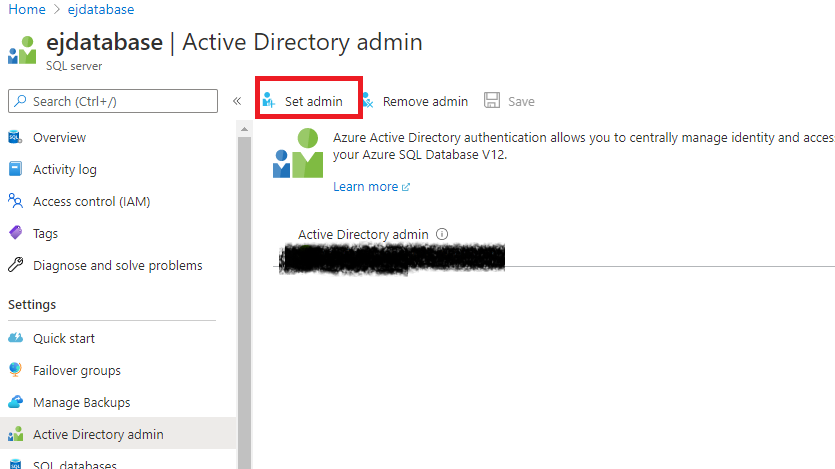 Home > ejdatabase
ejdatabase | Active Directory admin
SQL server
Search (Ctrl+/)
«
Set admin
Remove admin
Save
Overview
Activity log
Access control (IAM)
Tags
Diagnose and solve problems
Settings
Quick start
Failover groups
Manage Backups
Active Directory admin
SQL databases
Azure Active Directory authentication allows you to centrally manage identity and access
your Azure SQL Database V12.
Learn more
Active Directory admin